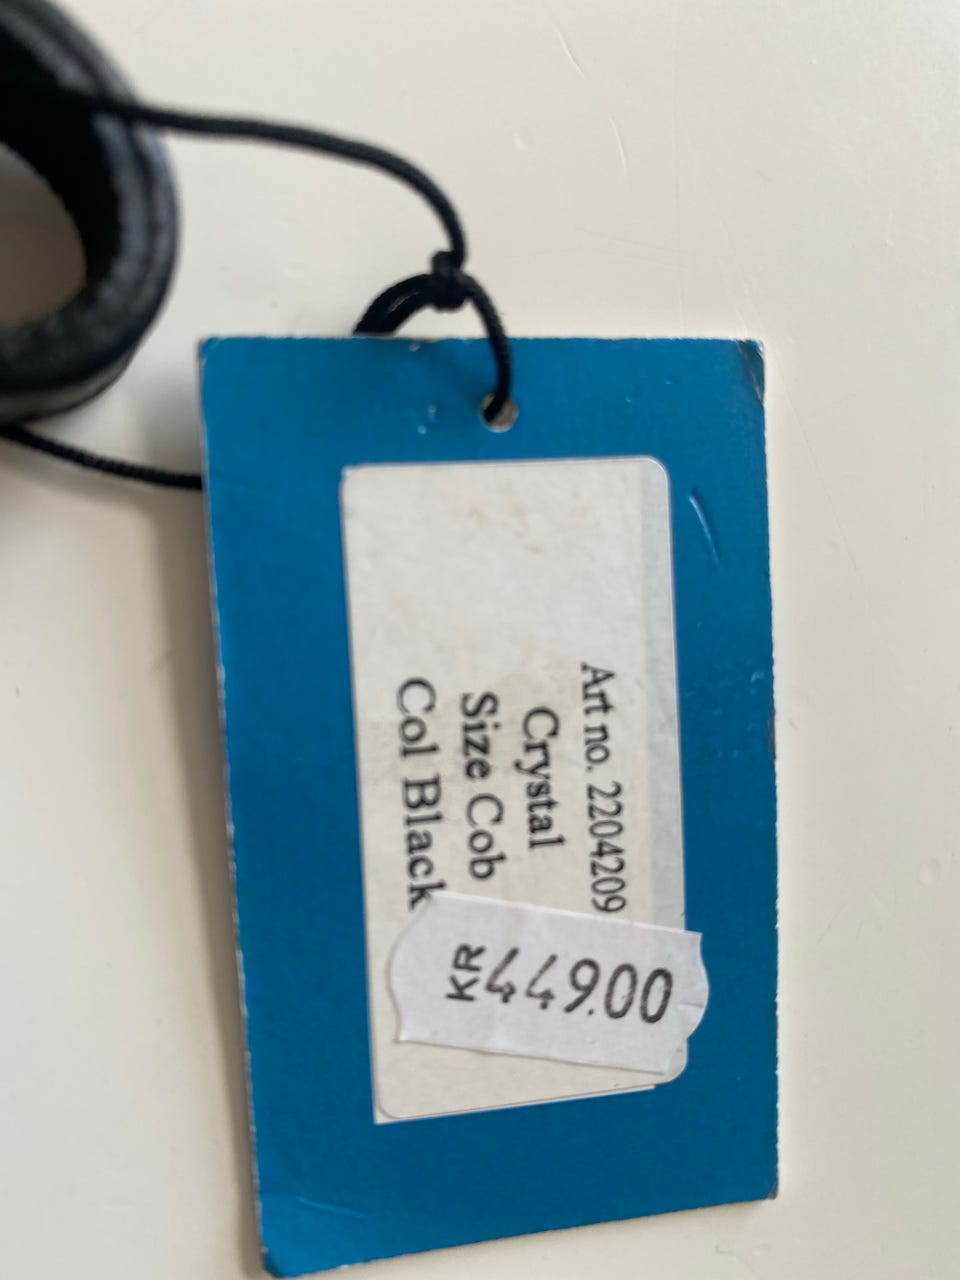 Art no. 2204209
Crystal
Size Cob
Col Black
KR 449.00